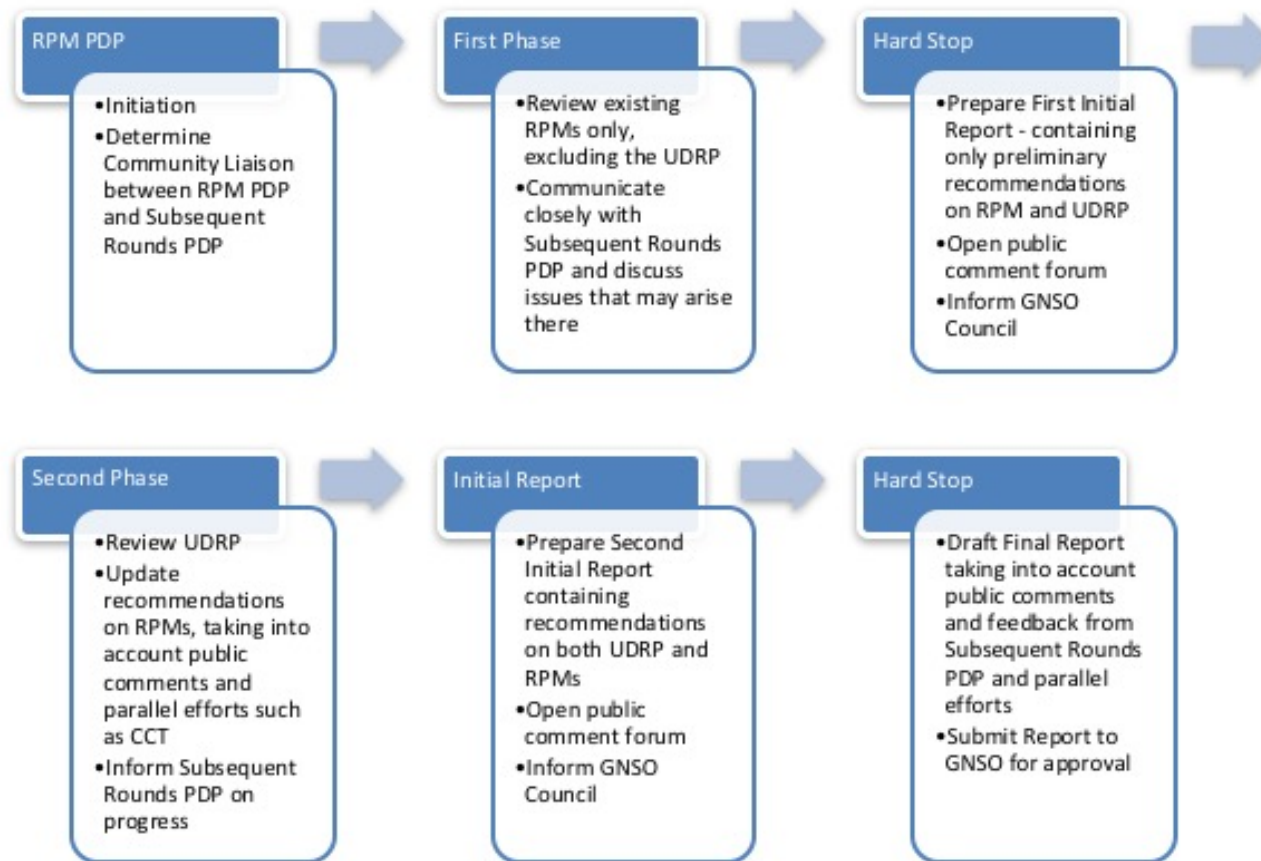 RPM PDP
•Initiation
•Determine
Community Liaison
between RPM PDP
and Subsequent
Rounds PDP
First Phase
•Review existing
RPMs only,
excluding the UDRP
•Communicate
closely with
Subsequent Rounds
PDP and discuss
issues that may arise
there
Hard Stop
•Prepare First Initial
Report - containing
only preliminary
recommendations
on RPM and UDRP
•Open public
comment forum
•Inform GNSO
Council
Second Phase
•Review UDRP
•Update
recommendations
on RPMs, taking into
account public
comments and
parallel efforts such
as CCT
•Inform Subsequent
Rounds PDP on
progress
Initial Report
•Prepare Second
Initial Report
containing
recommendations
on both UDRP and
RPMs
•Open public
comment forum
•Inform GNSO
Council
Hard Stop
•Draft Final Report
taking into account
public comments
and feedback from
Subsequent Rounds
PDP and parallel
efforts
•Submit Report to
GNSO for approval